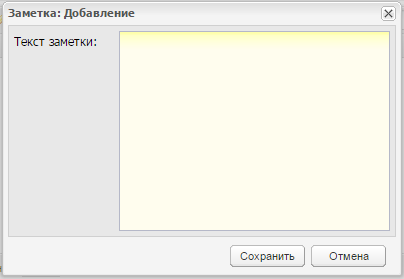 Заметка: Добавление
Текст заметки:
Сохранить
Отмена